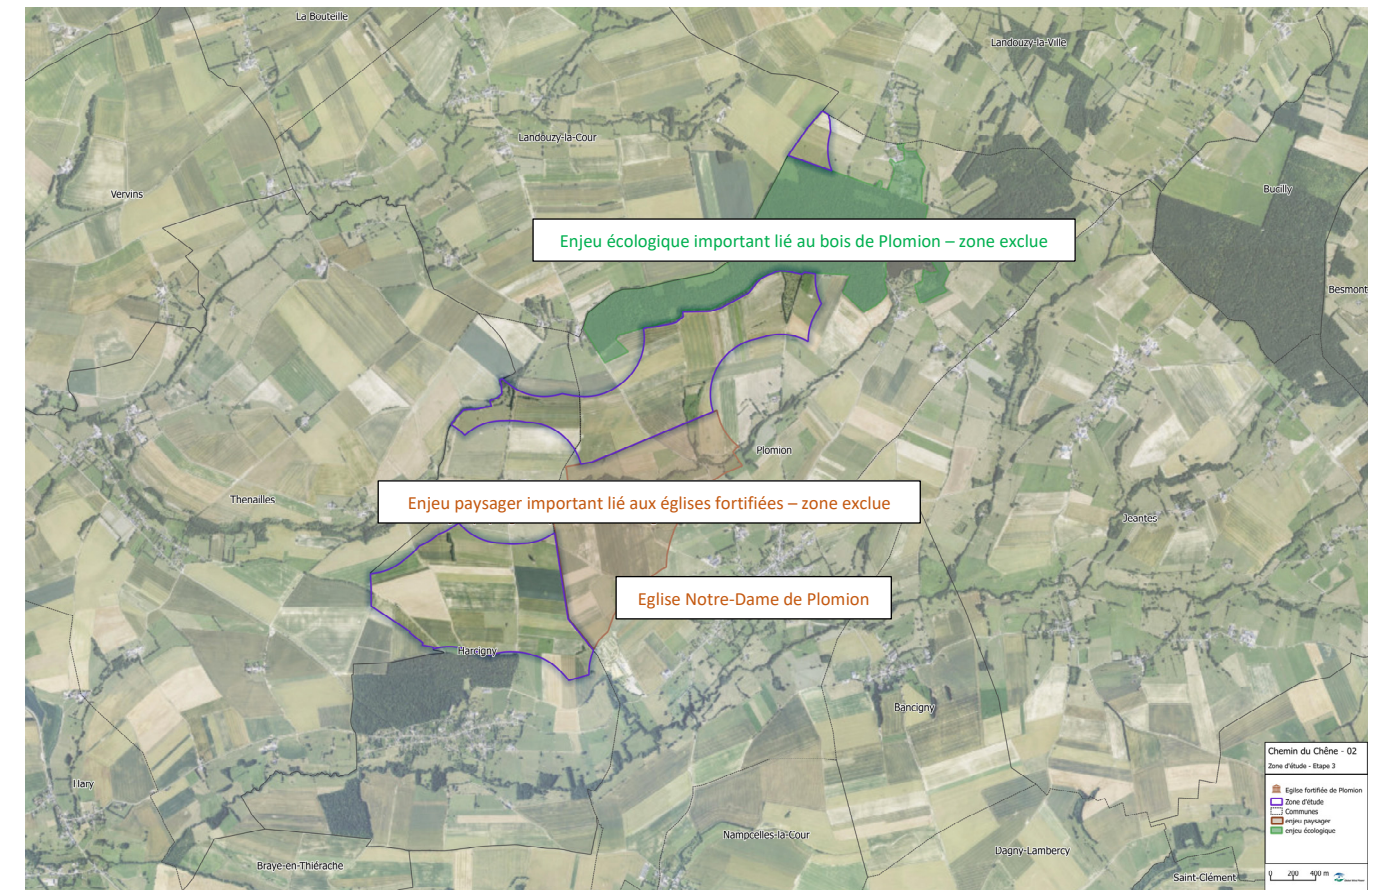 La Bouteille
Landouzy-la-Ville
Landouzy-la-Cour
Vervins
Bucilly
Enjeu écologique important lié au bois de Plomion – zone exclue
Besmont
Plomion
Thenailles
Enjeu paysager important lié aux églises fortifiées – zone exclue
Jeantes
Eglise Notre-Dame de Plomion
Harcigny
Bancigny
Chemin du Chêne - 02
Zone d'étude - Etape 3
Eglise fortifiée de Plomion
Zone d'étude
Communes
enjeu paysager
enjeu écologique
Hary
Nampcelles-la-Cour
Dagny-Lambercy
Braye-en-Thiérache
Saint-Clément
0 200 400 m